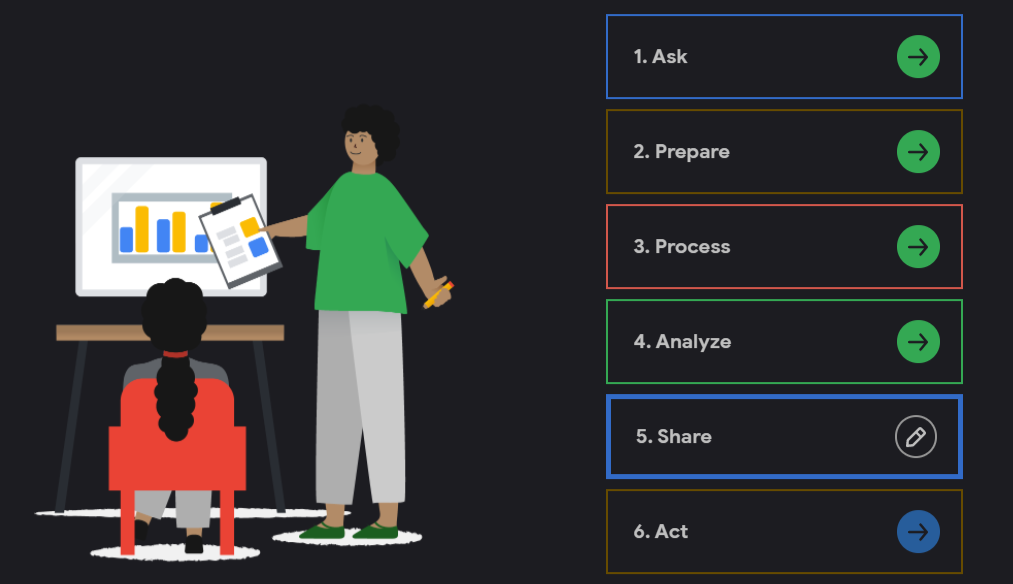 1. Ask
2. Prepare
3. Process
4. Analyze
5. Share
6. Act